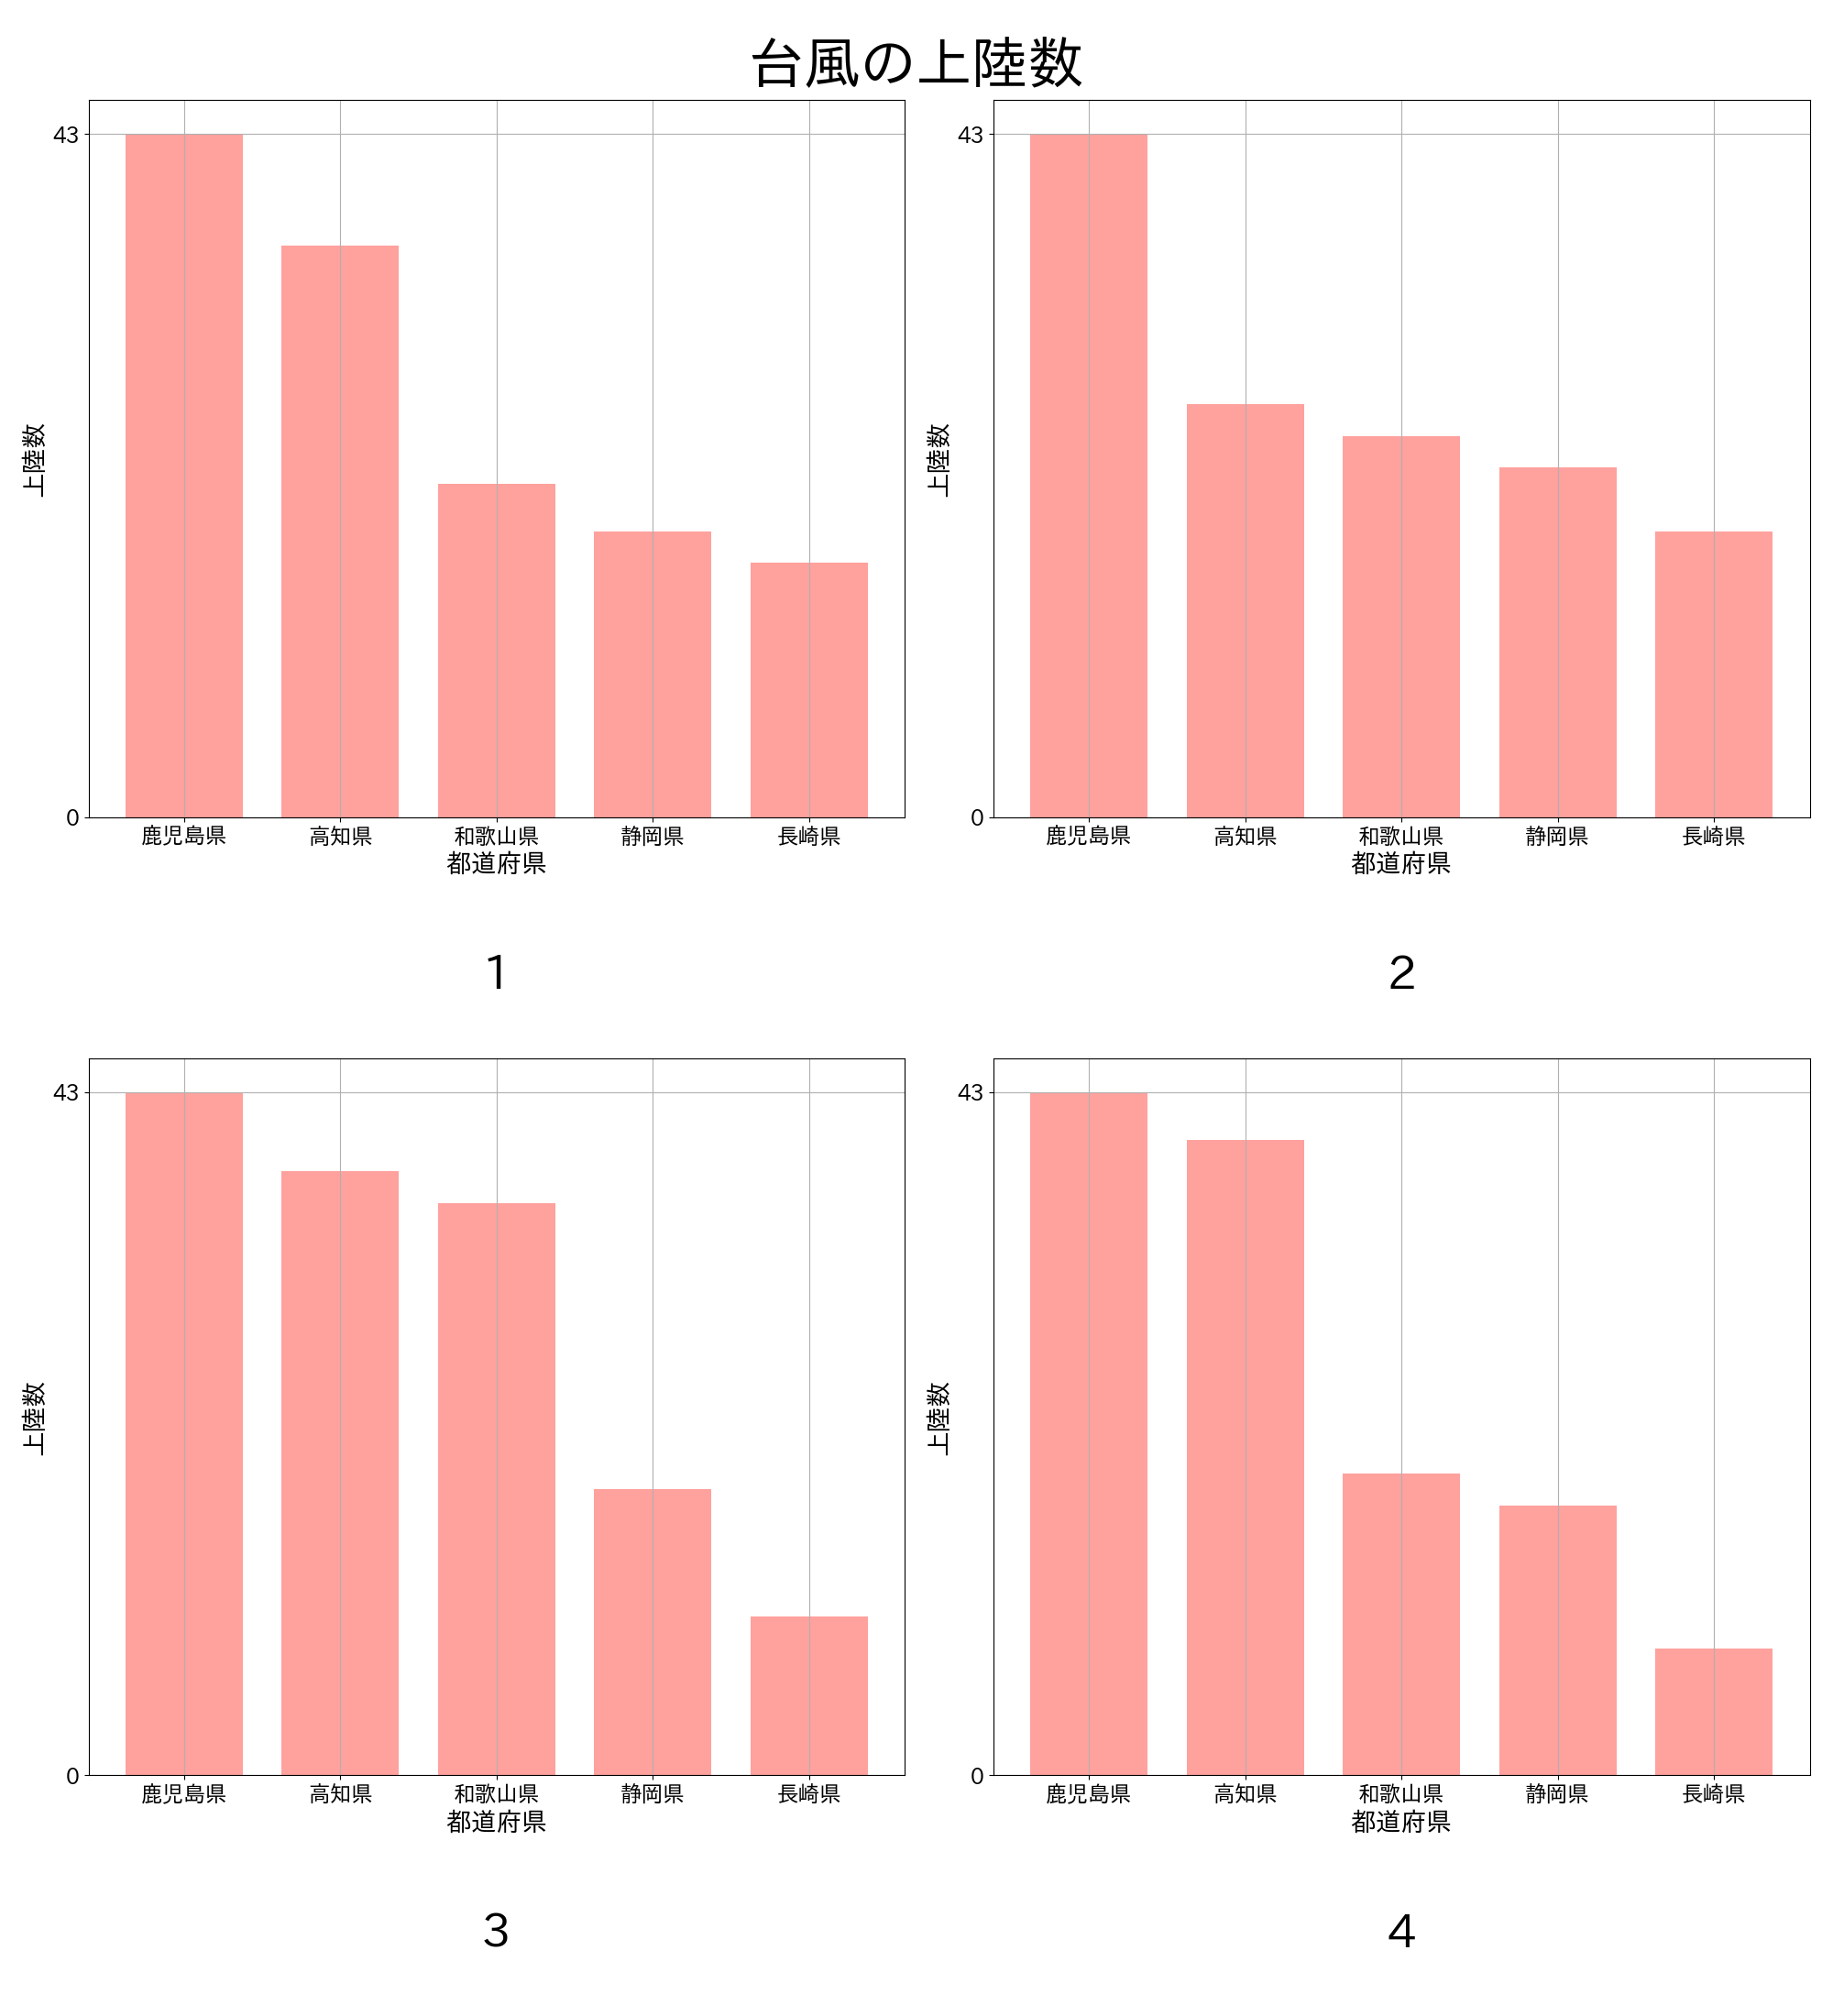 台風の上陸数
43
0
上陸数
鹿児島県 高知県 和歌山県 静岡県 長崎県
都道府県
1
43
0
上陸数
鹿児島県 高知県 和歌山県 静岡県 長崎県
都道府県
2
43
0
上陸数
鹿児島県 高知県 和歌山県 静岡県 長崎県
都道府県
3
43
0
上陸数
鹿児島県 高知県 和歌山県 静岡県 長崎県
都道府県
4